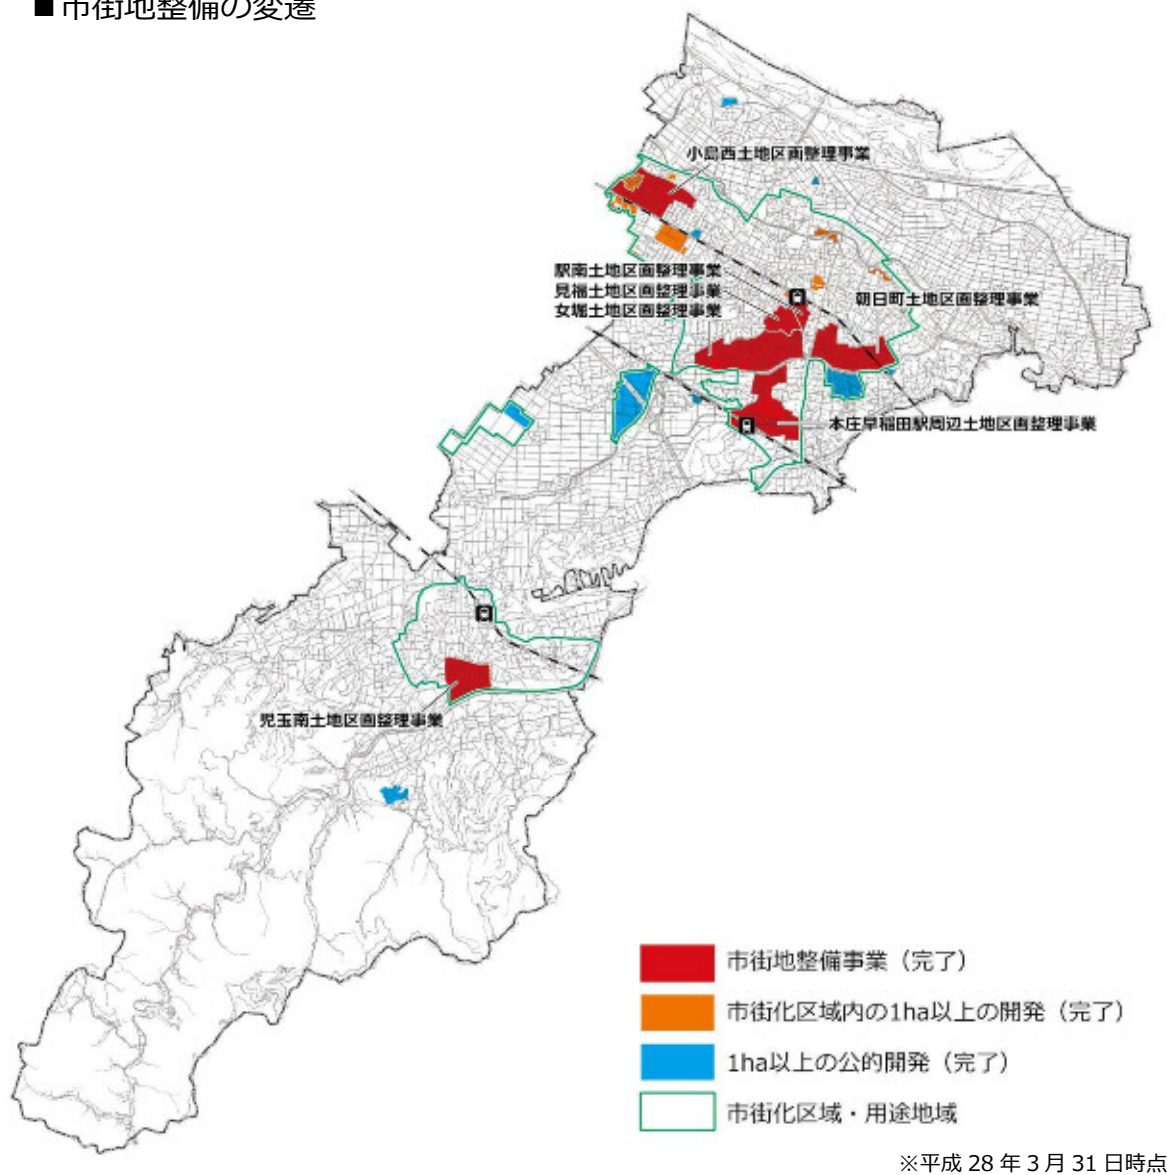 ■市街地整備の変遷
小島西土地区画整理事業
駅南土地区画整理事業
見福土地区画整理事業
女堀土地区画整理事業
朝日町土地区画整理事業
本庄早稲田駅周辺土地区画整理事業
児玉南土地区画整理事業
市街地整備事業（完了）
市街化区域内の1ha以上の開発（完了）
1ha以上の公的開発（完了）
市街化区域・用途地域
※平成 28 年 3 月 31 日時点